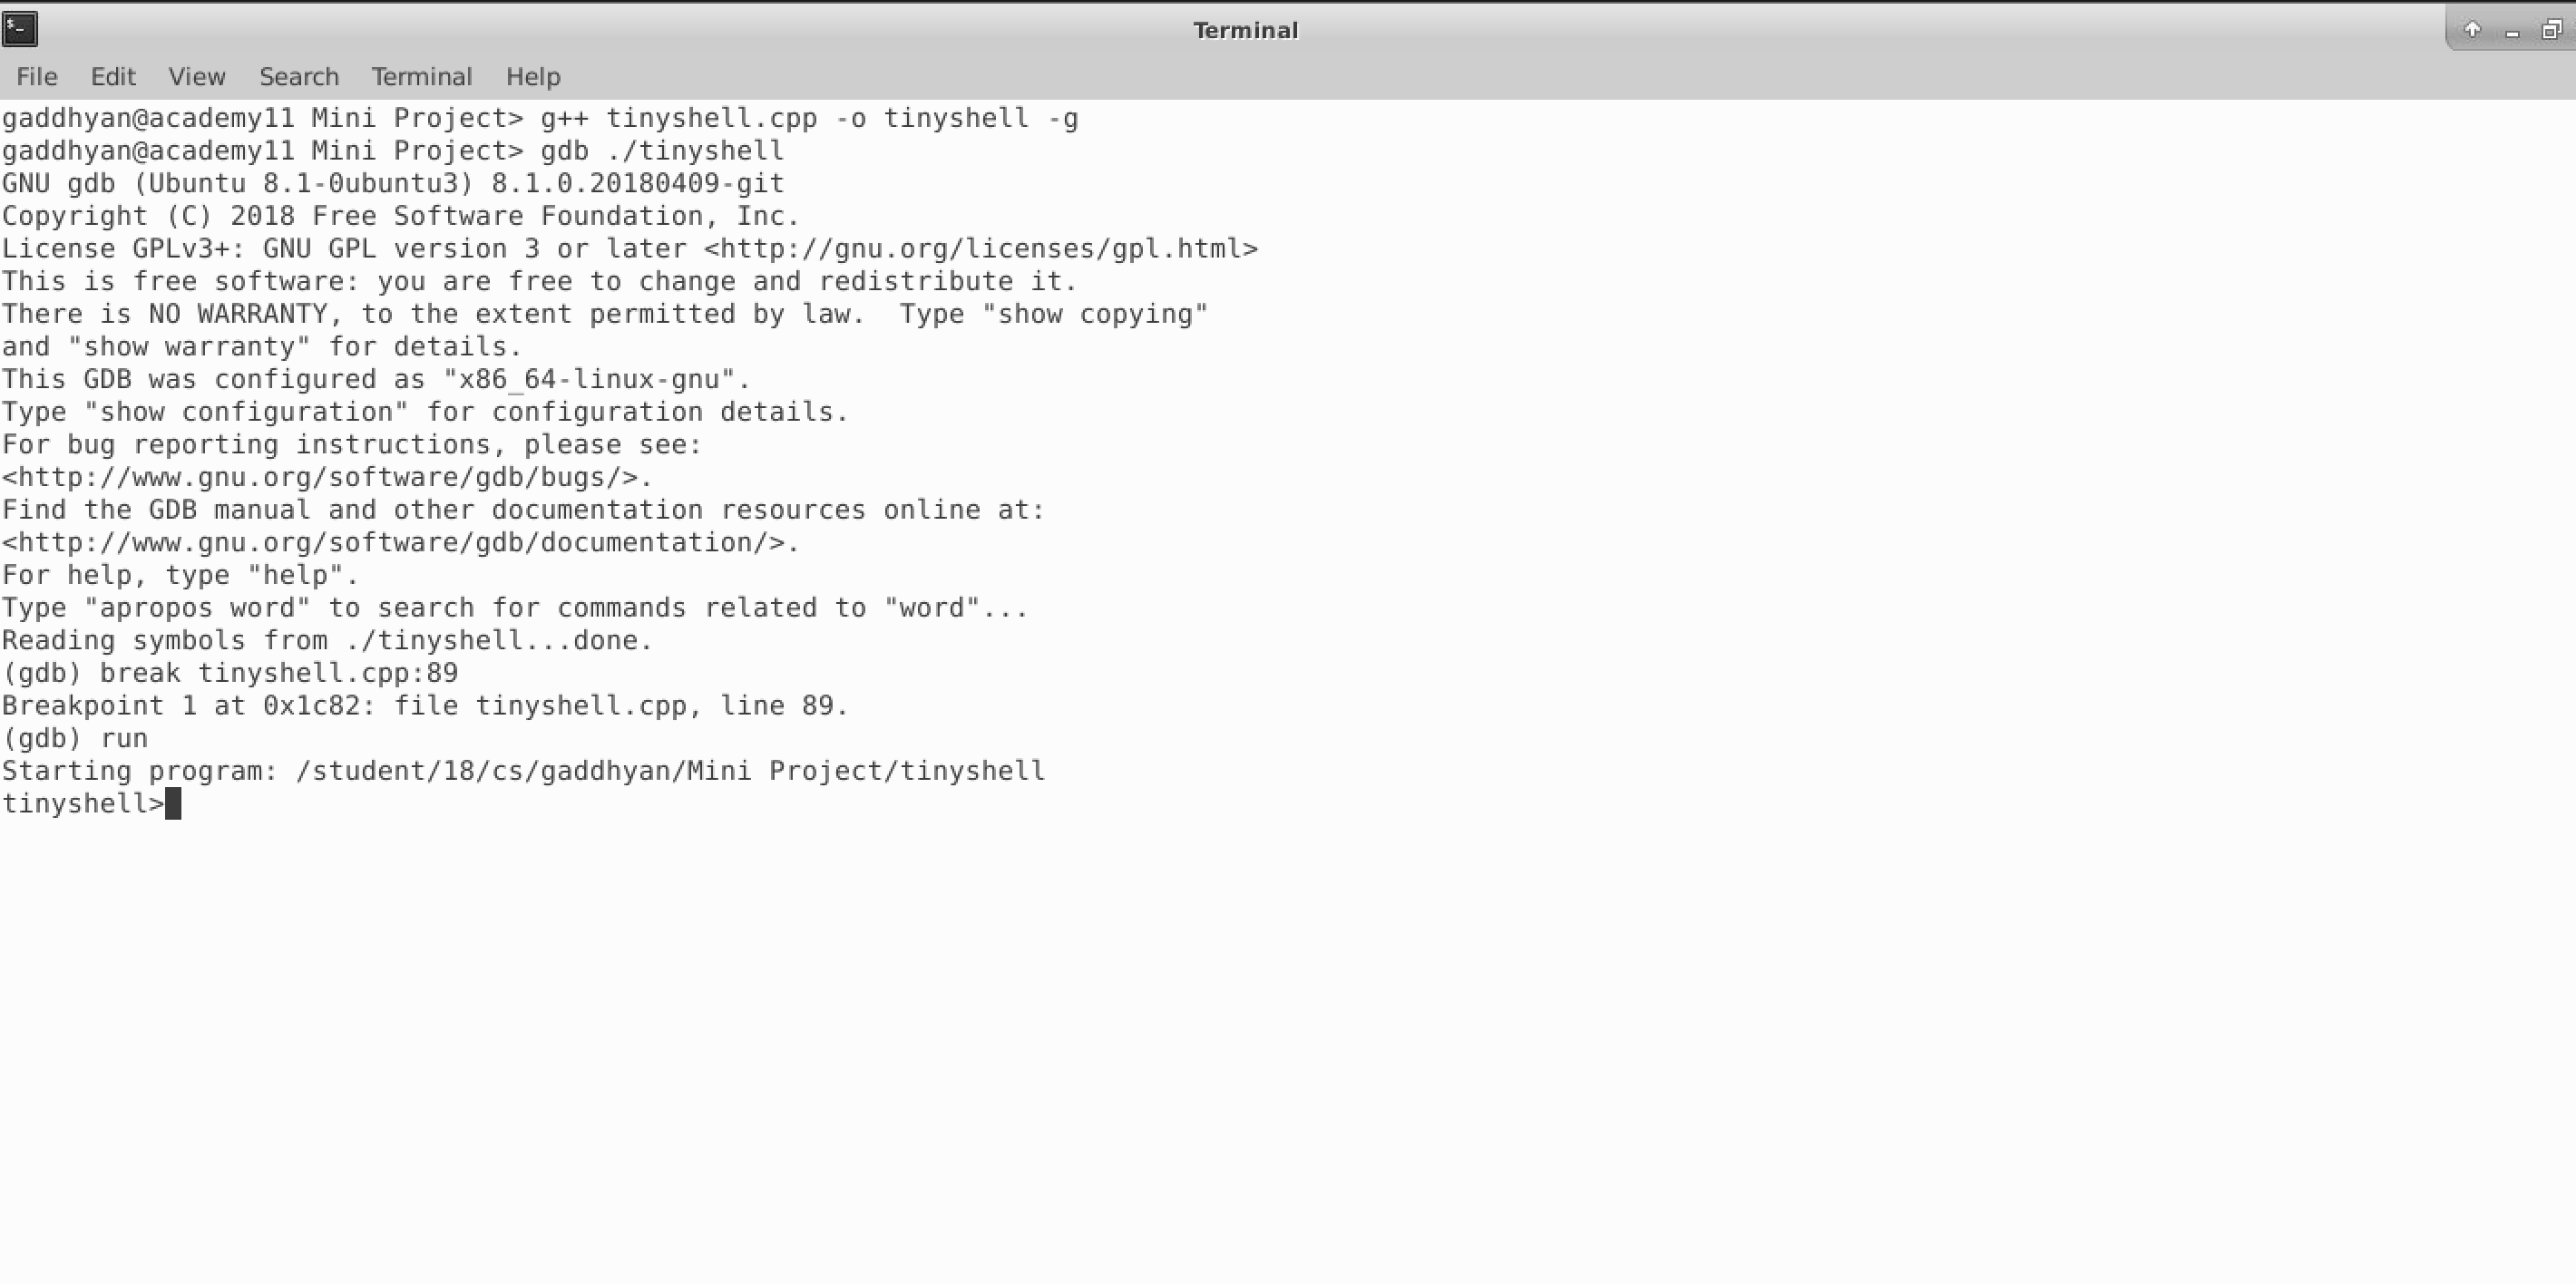 Terminal
File Edit View Search Terminal Help
gaddhyan@academy11 Mini Project> g++ tinyshell.cpp -o tinyshell -g
gaddhyan@academy11 Mini Project> gdb ./tinyshell
GNU gdb (Ubuntu 8.1-0ubuntu3) 8.1.0.20180409-git
Copyright (C) 2018 Free Software Foundation, Inc.
License GPLv3+: GNU GPL version 3 or later <http://gnu.org/licenses/gpl.html>
This is free software: you are free to change and redistribute it.
There is NO WARRANTY, to the extent permitted by law.  Type "show copying"
and "show warranty" for details.
This GDB was configured as "x86_64-linux-gnu".
Type "show configuration" for configuration details.
For bug reporting instructions, please see:
<http://www.gnu.org/software/gdb/bugs/>.
Find the GDB manual and other documentation resources online at:
<http://www.gnu.org/software/gdb/documentation/>.
For help, type "help".
Type "apropos word" to search for commands related to "word"...
Reading symbols from ./tinyshell...done.
(gdb) break tinyshell.cpp:89
Breakpoint 1 at 0x1c82: file tinyshell.cpp, line 89.
(gdb) run
Starting program: /student/18/cs/gaddhyan/Mini Project/tinyshell
tinyshell>